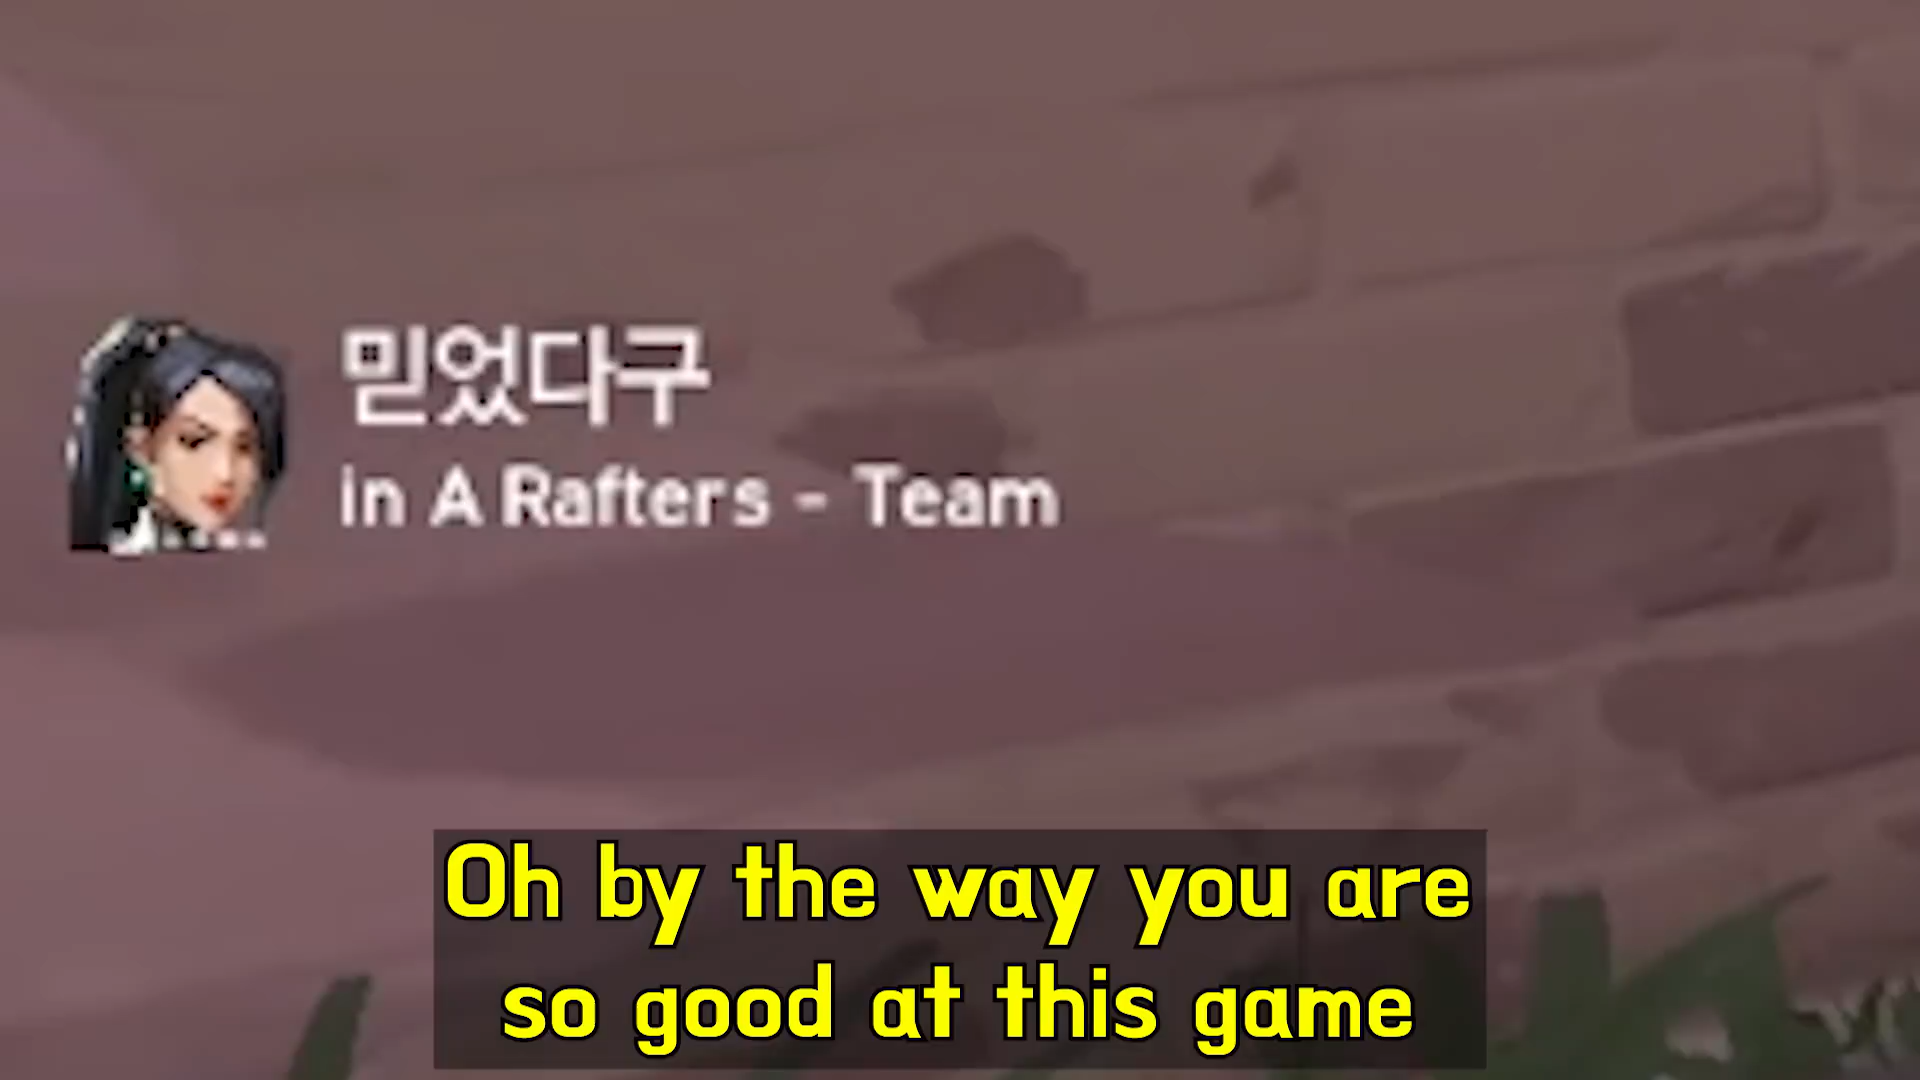 믿었다구
in A Rafters - Team
Oh by the way you are
so good at this game